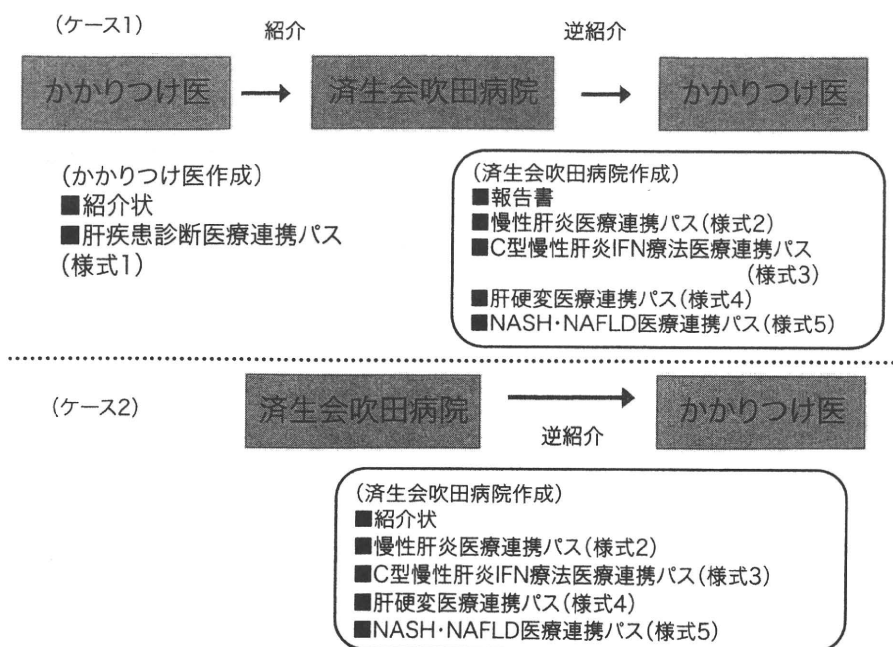 (ケース1)
紹介
逆紹介
かかりつけ医
済生会吹田病院
かかりつけ医
(かかりつけ医作成)
■紹介状
■肝疾患診断医療連携パス
(様式1)
(済生会吹田病院作成)
■報告書
■慢性肝炎医療連携パス(様式2)
■C型慢性肝炎IFN療法医療連携パス
(様式3)
■肝硬変医療連携パス(様式4)
■NASH・NAFLD医療連携パス(様式5)
(ケース2)
済生会吹田病院
逆紹介
かかりつけ医
(済生会吹田病院作成)
■紹介状
■慢性肝炎医療連携パス(様式2)
■C型慢性肝炎IFN療法医療連携パス(様式3)
■肝硬変医療連携パス(様式4)
■NASH・NAFLD医療連携パス(様式5)